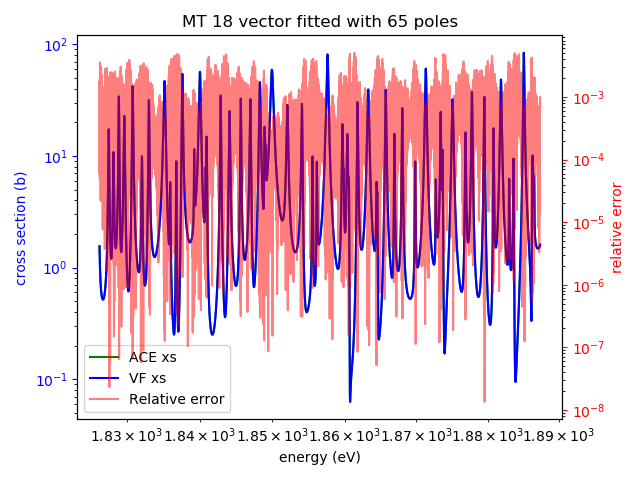 MT 18 vector fitted with 65 poles
cross section (b)
10²
10¹
10⁰
10⁻¹
10⁻³
10⁻⁴
10⁻⁵
10⁻⁶
10⁻⁷
10⁻⁸
relative error
ACE xs
VF xs
Relative error
1.83×10³ 1.84×10³ 1.85×10³ 1.86×10³ 1.87×10³ 1.88×10³ 1.89×10³
energy (eV)